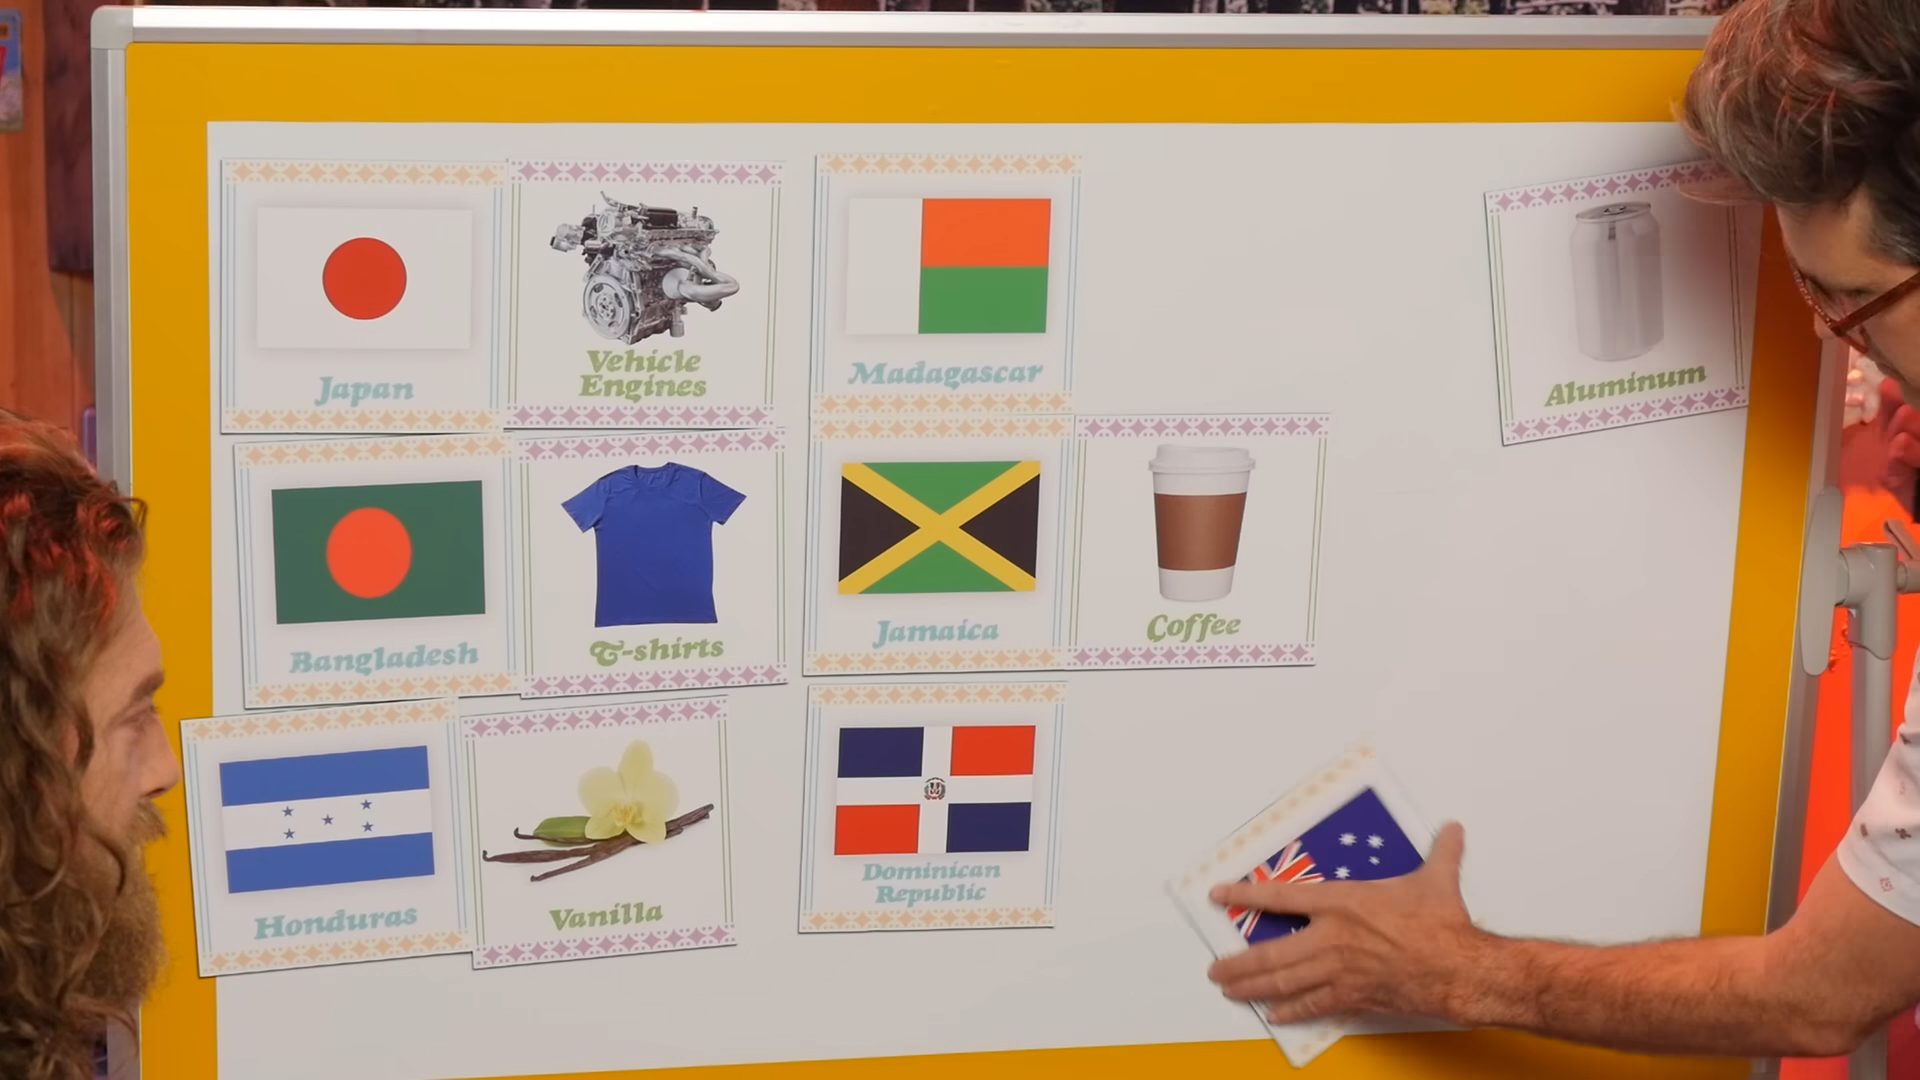 Japan
Vehicle
Engines
Madagascar
Aluminum
Bangladesh
T-shirts
Jamaica
Coffee
Honduras
Vanilla
Dominican
Republic